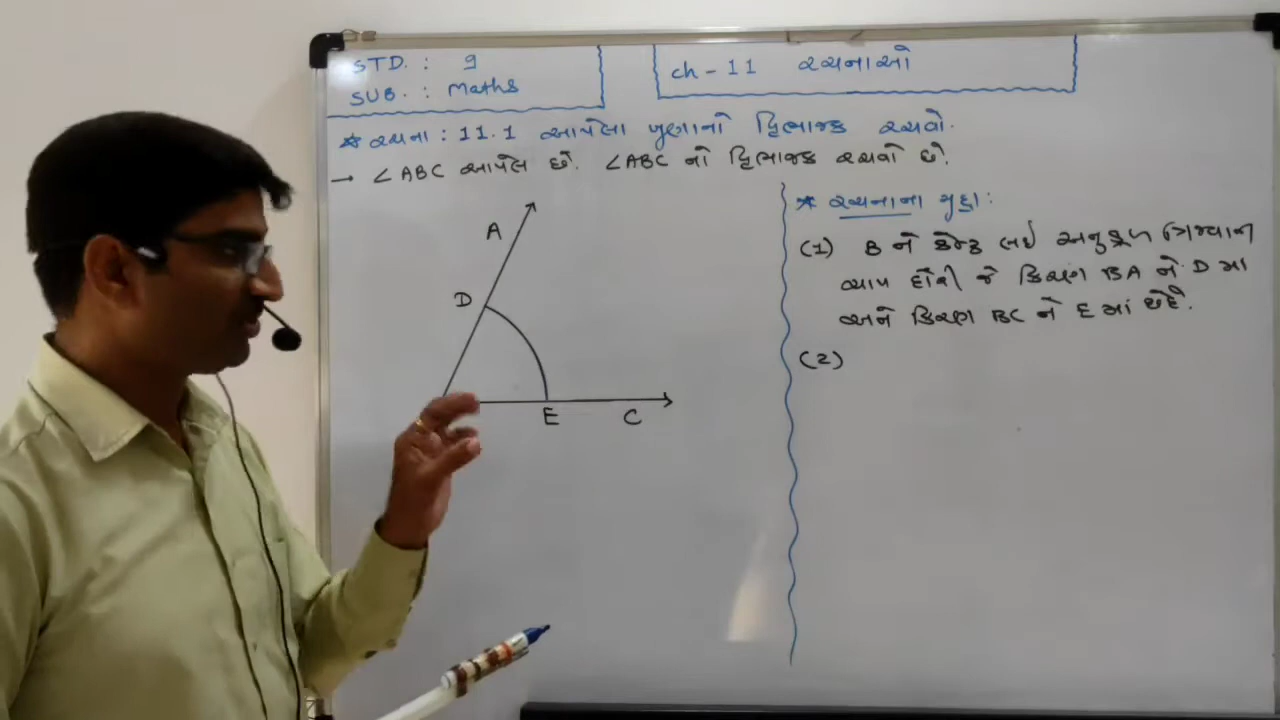 STD. : 9
SUB. : Maths
ch - 11 રચનાઓ
* રચના : 11.1 આપેલા ખૂણાનો દ્વિભાજક રચવો.
→ ∠ABC આપેલ છે. ∠ABC નો દ્વિભાજક રચવો છે.
A
D
E
C
* રચનાના મુદ્દા :
(1) B ને કેન્દ્ર લઈ અનુકૂળ ત્રિજ્યાના
ચાપ દોરો જે કિરણ BA ને D માં
અને કિરણ BC ને E માં છેદે.
(2)